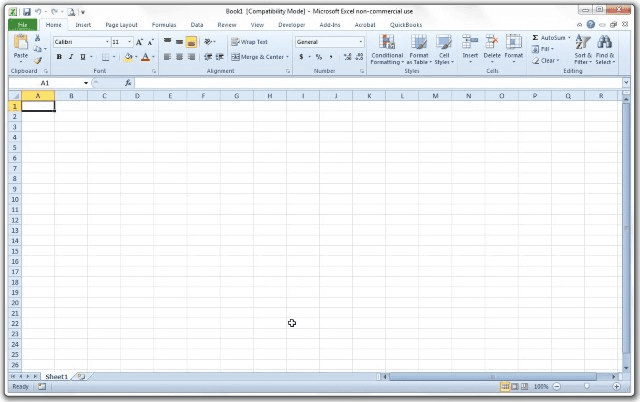 Book1 [Compatibility Mode] - Microsoft Excel non-commercial use
File Home Insert Page Layout Formulas Data Review View Developer Add-Ins Acrobat QuickBooks
Paste Calibri 11 Wrap Text General Conditional Formatting Format as Table Cell Styles Insert Delete Format AutoSum Sort & Filter Find & Select
B I U Merge & Center $ % , Fill Clear
Clipboard Font Alignment Number Styles Cells Editing
A1 fx
A B C D E F G H I J K L M N O P Q R
1
2
3
4
5
6
7
8
9
10
11
12
13
14
15
16
17
18
19
20
21
22
23
24
25
26
Sheet1
Ready 100%